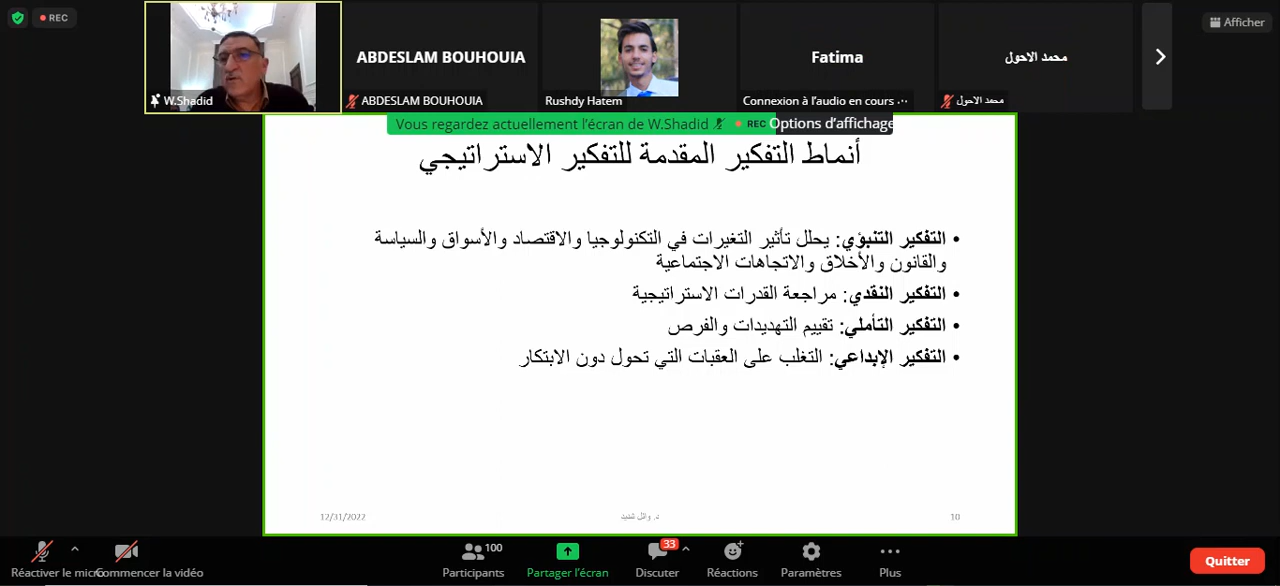 REC
Afficher
ABDESLAM BOUHOUIA
Fatima
محمد الاحول
W.Shadid
ABDESLAM BOUHOUIA
Rushdy Hatem
Connexion à l'audio en cours ···
محمد الاحول
Vous regardez actuellement l'écran de W.Shadid
REC
Options d'affichage
أنماط التفكير المقدمة للتفكير الاستراتيجي
• التفكير التنبؤي: يحلل تأثير التغيرات في التكنولوجيا والاقتصاد والأسواق والسياسة
والقانون والأخلاق والاتجاهات الاجتماعية
• التفكير النقدي: مراجعة القدرات الاستراتيجية
• التفكير التأملي: تقييم التهديدات والفرص
• التفكير الإبداعي: التغلب على العقبات التي تحول دون الابتكار
12/31/2022
د. وائل شديد
10
100
33
Réactiver le micro
Commencer la vidéo
Participants
Partager l'écran
Discuter
Réactions
Paramètres
Plus
Quitter